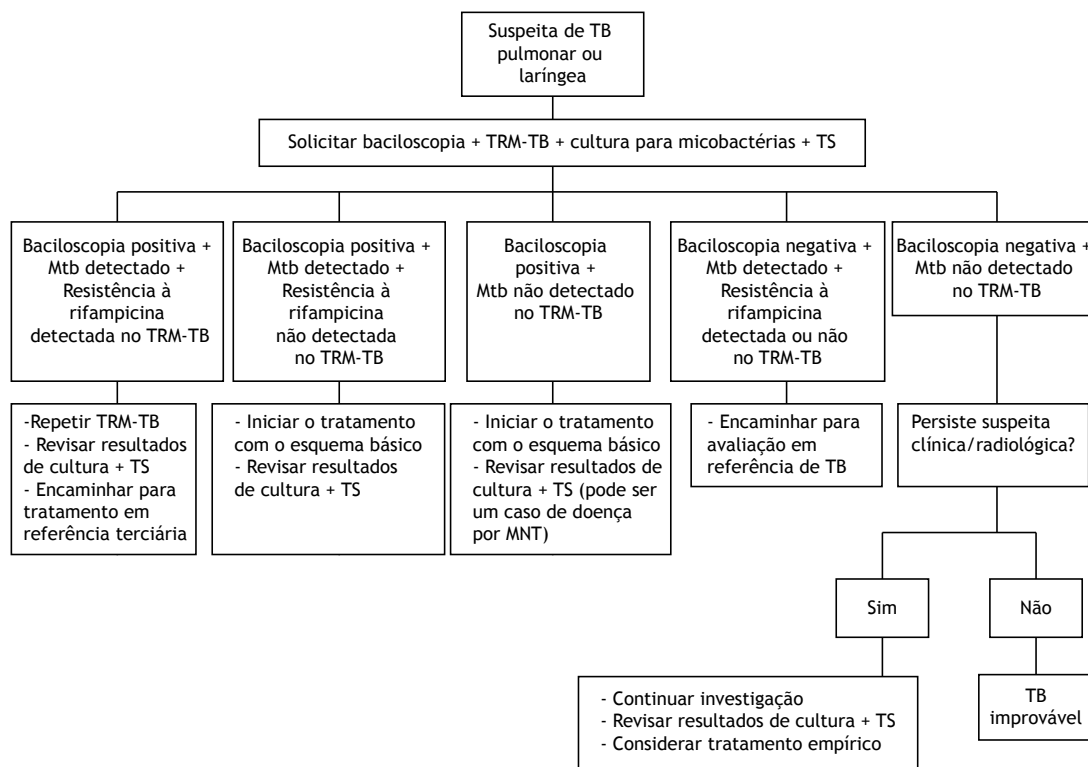 Suspeita de TB
pulmonar ou
laríngea
Solicitar baciloscopia + TRM-TB + cultura para micobactérias + TS
Baciloscopia positiva +
Mtb detectado +
Resistência à
rifampicina
detectada no TRM-TB
Baciloscopia positiva +
Mtb detectado +
Resistência à
rifampicina
não detectada
no TRM-TB
Baciloscopia
positiva +
Mtb não detectado
no TRM-TB
Baciloscopia negativa +
Mtb detectado +
Resistência à
rifampicina
detectada ou não
no TRM-TB
Baciloscopia negativa +
Mtb não detectado
no TRM-TB
-Repetir TRM-TB
- Revisar resultados
de cultura + TS
- Encaminhar para
tratamento em
referência terciária
- Iniciar o tratamento
com o esquema básico
- Revisar resultados
de cultura + TS
- Iniciar o tratamento
com o esquema básico
- Revisar resultados de
cultura + TS (pode ser
um caso de doença
por MNT)
- Encaminhar para
avaliação em
referência de TB
Persiste suspeita
clínica/radiológica?
Sim
Não
- Continuar investigação
- Revisar resultados de cultura + TS
- Considerar tratamento empírico
TB
improvável